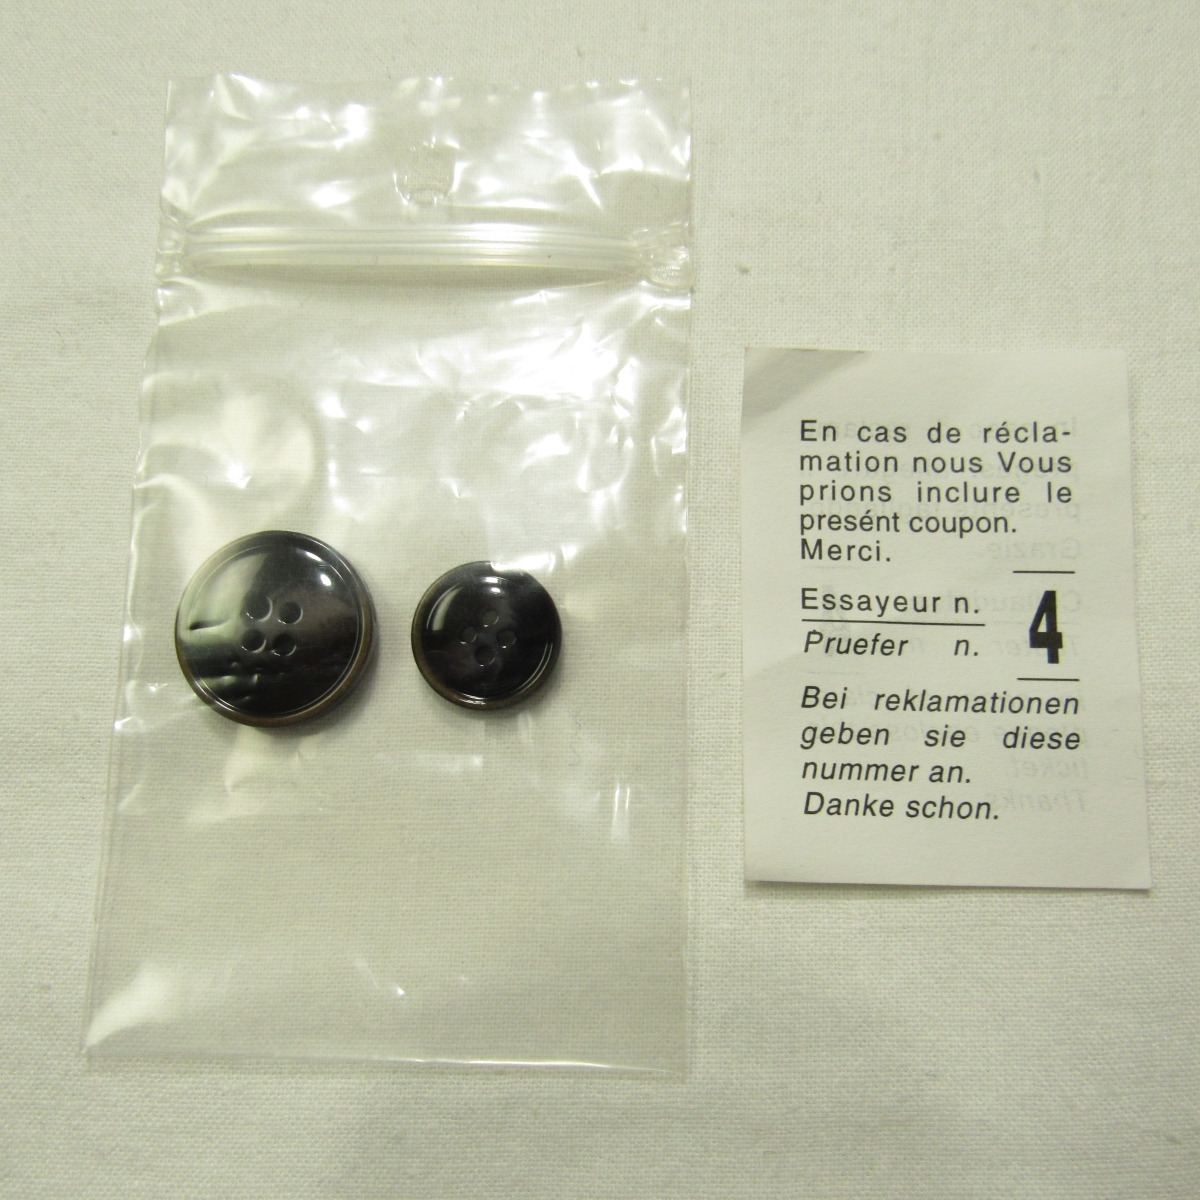 En cas de récla-
mation nous Vous
prions inclure le
presént coupon.
Merci.
Essayeur n.
4
Pruefer n.
Bei reklamationen
geben sie diese
nummer an.
Danke schon.